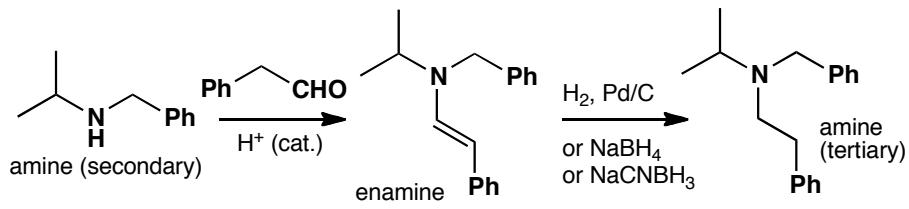 N
H
Ph
amine (secondary)
Ph
CHO
H+ (cat.)
N
Ph
Ph
enamine
H2, Pd/C
or NaBH4
or NaCNBH3
N
Ph
Ph
amine
(tertiary)